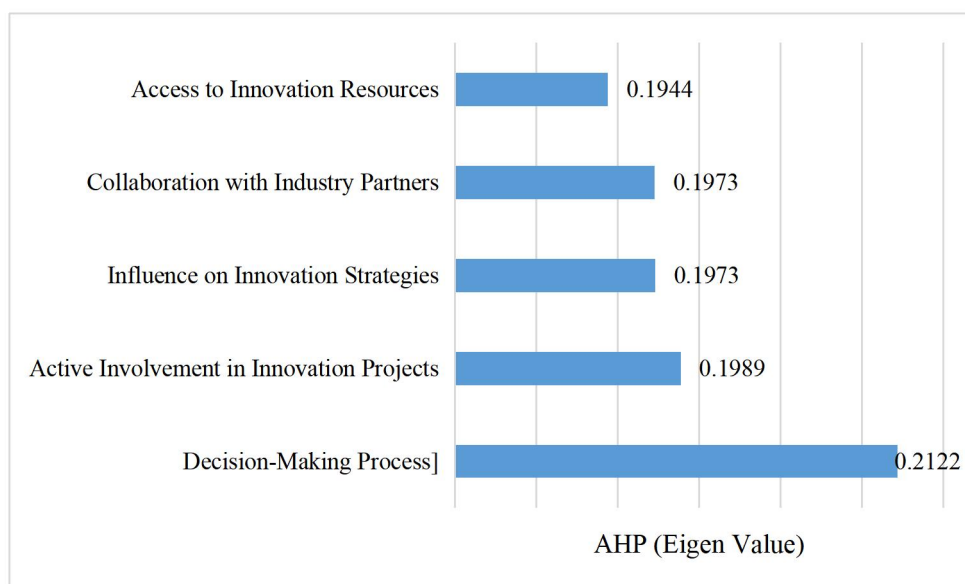 Access to Innovation Resources 0.1944
Collaboration with Industry Partners 0.1973
Influence on Innovation Strategies 0.1973
Active Involvement in Innovation Projects 0.1989
Decision-Making Process] 0.2122
AHP (Eigen Value)